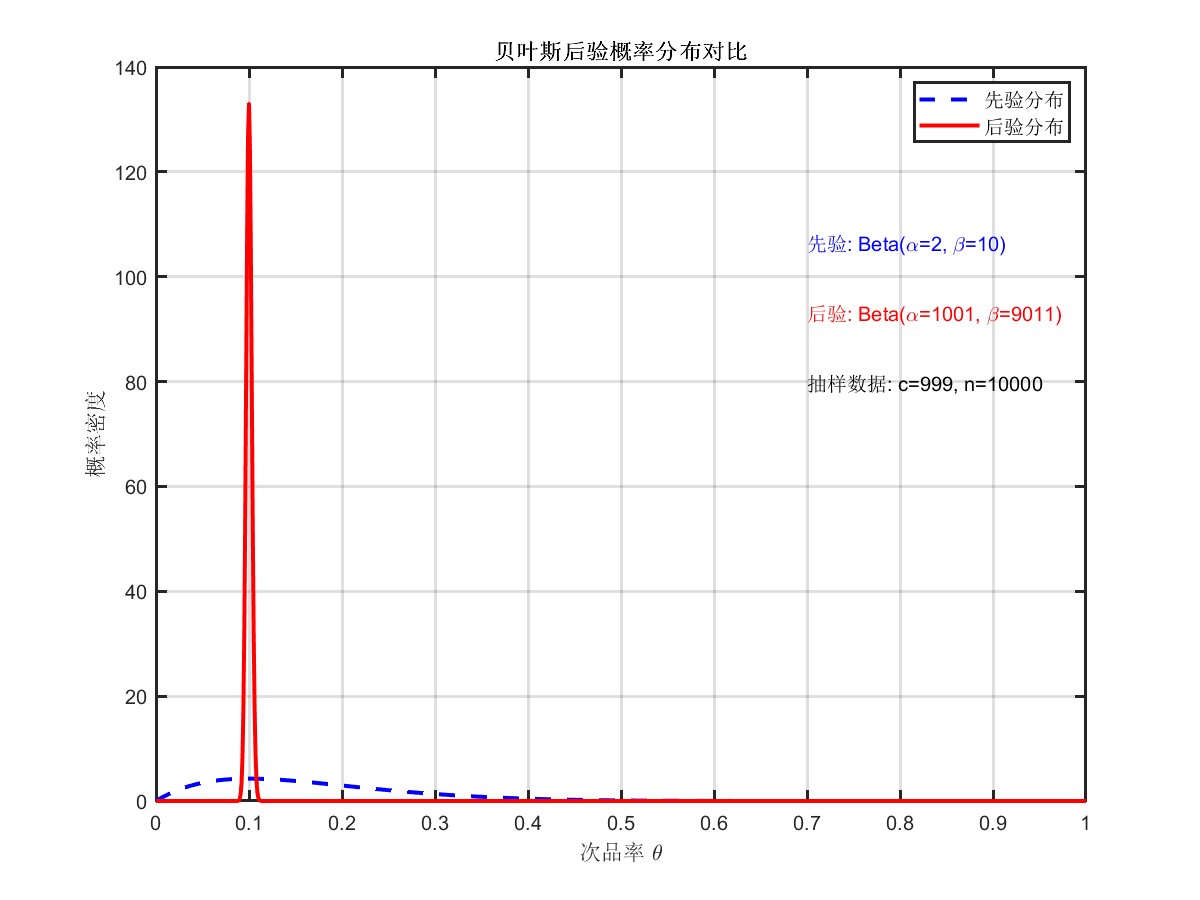 贝叶斯后验概率分布对比
140
120
100
80
60
40
20
0
概率密度
先验分布
后验分布
先验: Beta(α=2, β=10)
后验: Beta(α=1001, β=9011)
抽样数据: c=999, n=10000
0 0.1 0.2 0.3 0.4 0.5 0.6 0.7 0.8 0.9 1
次品率 θ